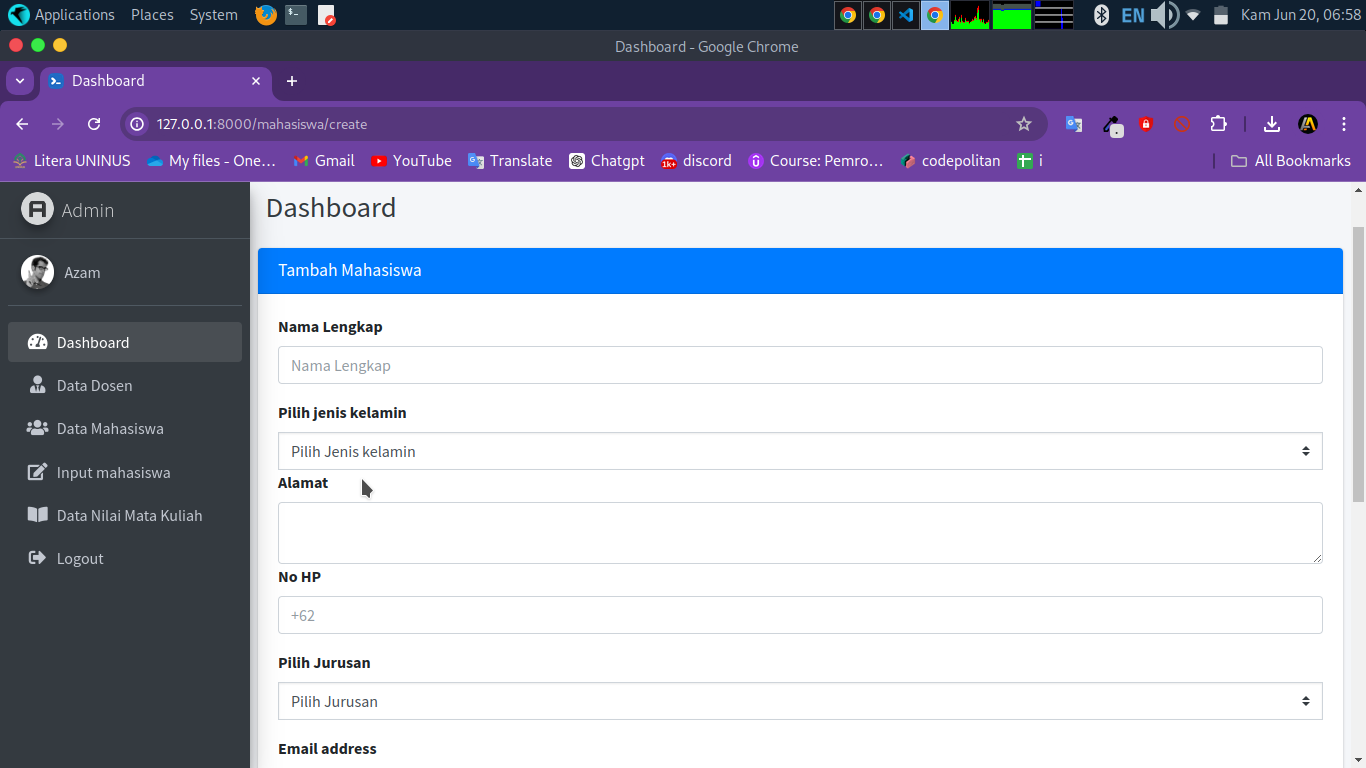 Applications Places System EN Kam Jun 20, 06:58
Dashboard - Google Chrome
Dashboard
127.0.0.1:8000/mahasiswa/create
Litera UNINUS My files - One… Gmail YouTube Translate Chatgpt 1k+ discord Course: Pemro… codepolitan i All Bookmarks
Admin
Azam
Dashboard
Data Dosen
Data Mahasiswa
Input mahasiswa
Data Nilai Mata Kuliah
Logout
Dashboard
Tambah Mahasiswa
Nama Lengkap
Nama Lengkap
Pilih jenis kelamin
Pilih Jenis kelamin
Alamat
No HP
+62
Pilih Jurusan
Pilih Jurusan
Email address